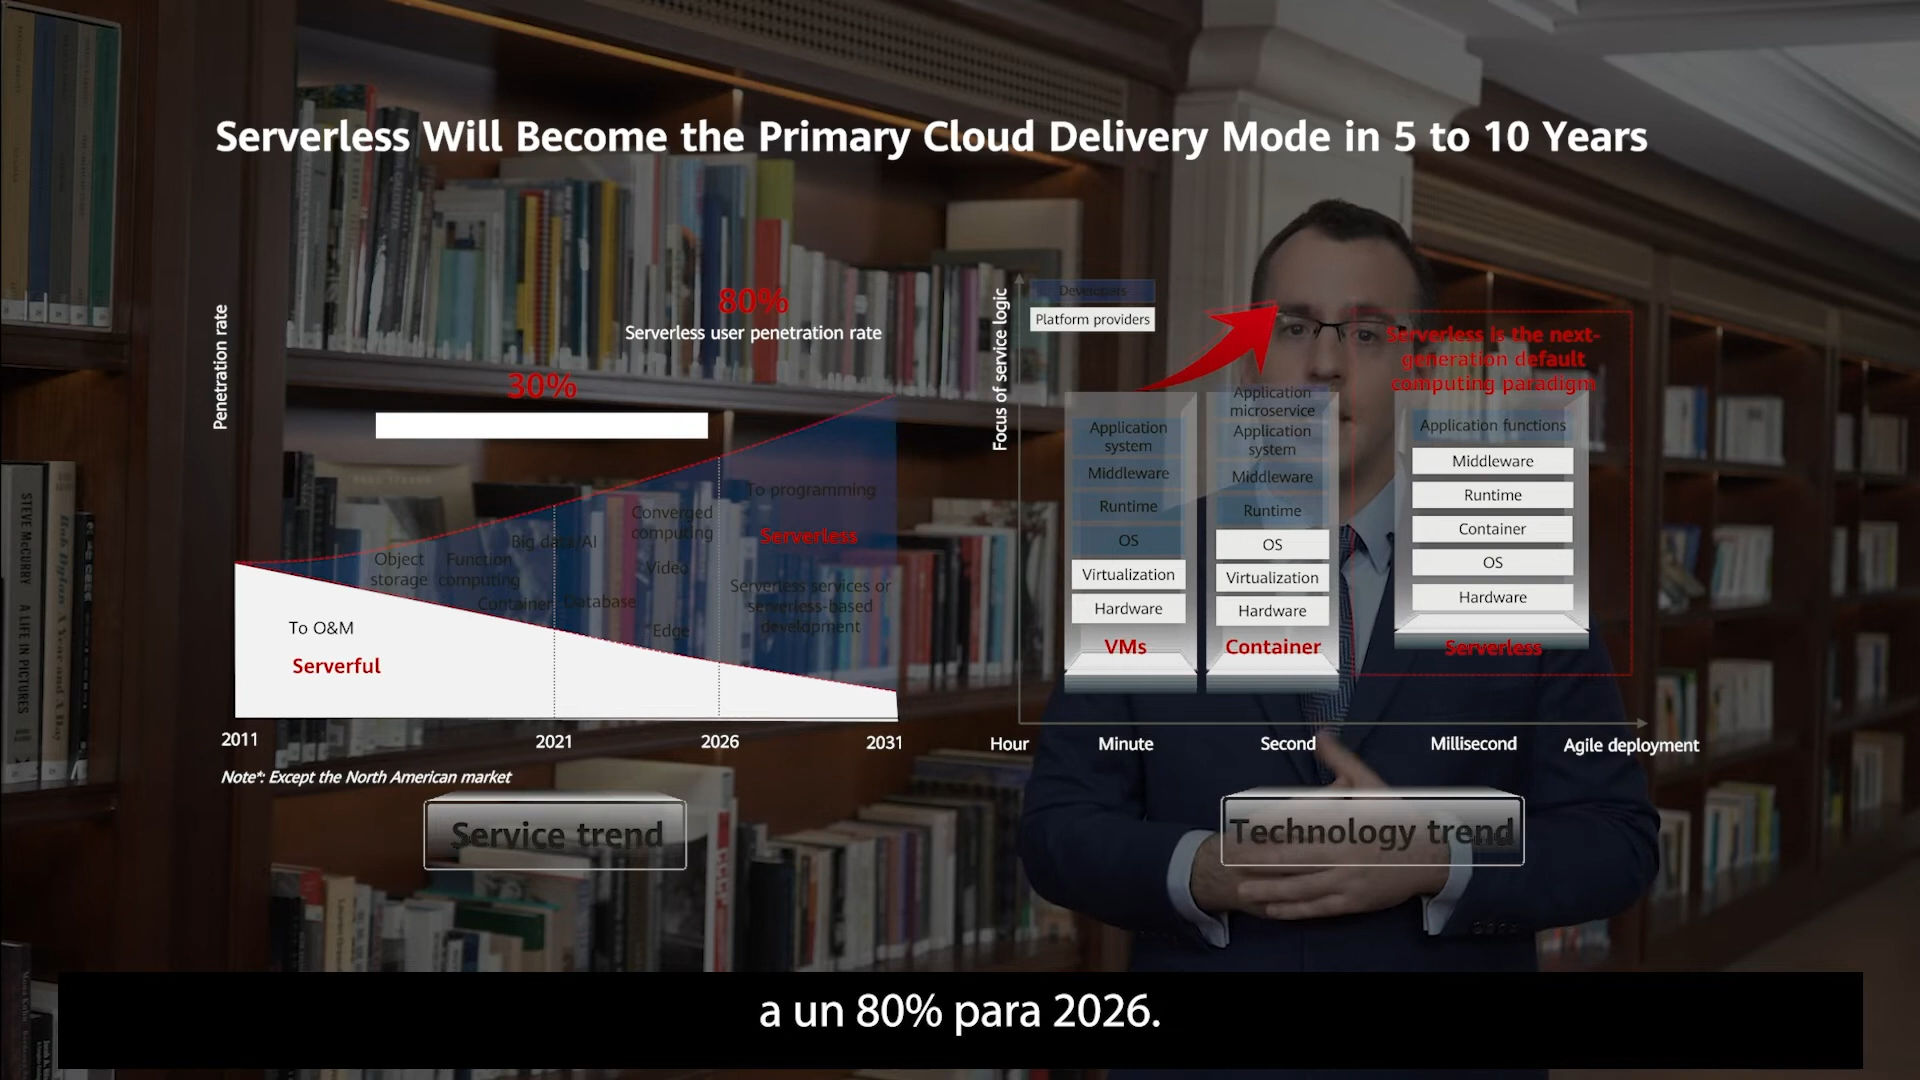 Serverless Will Become the Primary Cloud Delivery Mode in 5 to 10 Years
Penetration rate
80%
Serverless user penetration rate
30%
To programming
Serverless
Serverless services or
serverless-based
development
Converged
computing
Video
Edge
Big data/AI
Database
Object
storage
Function
computing
Container
To O&M
Serverful
2011
2021
2026
2031
Note*: Except the North American market
Service trend
Focus of service logic
Developers
Platform providers
Application
system
Middleware
Runtime
OS
Virtualization
Hardware
VMs
Application
microservice
Application
system
Middleware
Runtime
OS
Virtualization
Hardware
Container
Serverless is the next-
generation default
computing paradigm
Application functions
Middleware
Runtime
Container
OS
Hardware
Serverless
Hour
Minute
Second
Millisecond
Agile deployment
Technology trend
STEVE McCURRY
A LIFE IN PICTURES
a un 80% para 2026.